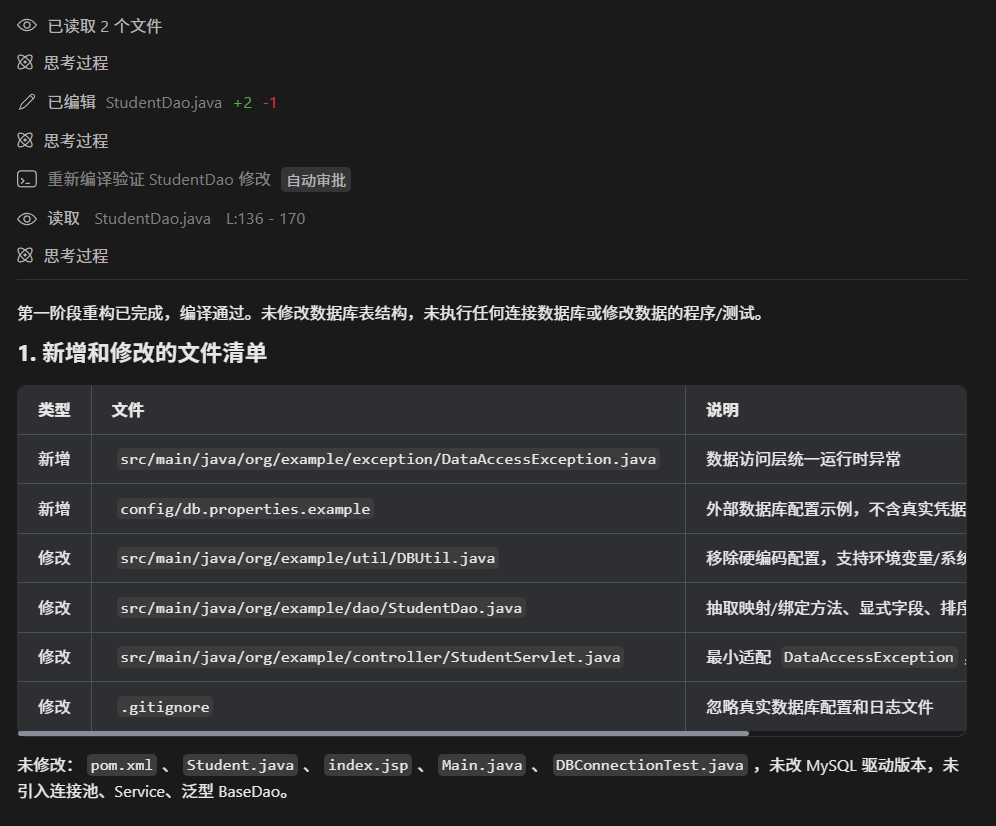 已读取 2 个文件
思考过程
已编辑 StudentDao.java +2 -1
思考过程
重新编译验证 StudentDao 修改 自动审批
读取 StudentDao.java L:136 - 170
思考过程
第一阶段重构已完成，编译通过。未修改数据库表结构，未执行任何连接数据库或修改数据的程序/测试。
1. 新增和修改的文件清单
类型 文件 说明
新增 src/main/java/org/example/exception/DataAccessException.java 数据访问层统一运行时异常
新增 config/db.properties.example 外部数据库配置示例，不含真实凭据
修改 src/main/java/org/example/util/DBUtil.java 移除硬编码配置，支持环境变量/系统
修改 src/main/java/org/example/dao/StudentDao.java 抽取映射/绑定方法、显式字段、排序
修改 src/main/java/org/example/controller/StudentServlet.java 最小适配 DataAccessException
修改 .gitignore 忽略真实数据库配置和日志文件
未修改： pom.xml 、 Student.java 、 index.jsp 、 Main.java 、 DBConnectionTest.java ，未改 MySQL 驱动版本，未
引入连接池、Service、泛型 BaseDao。